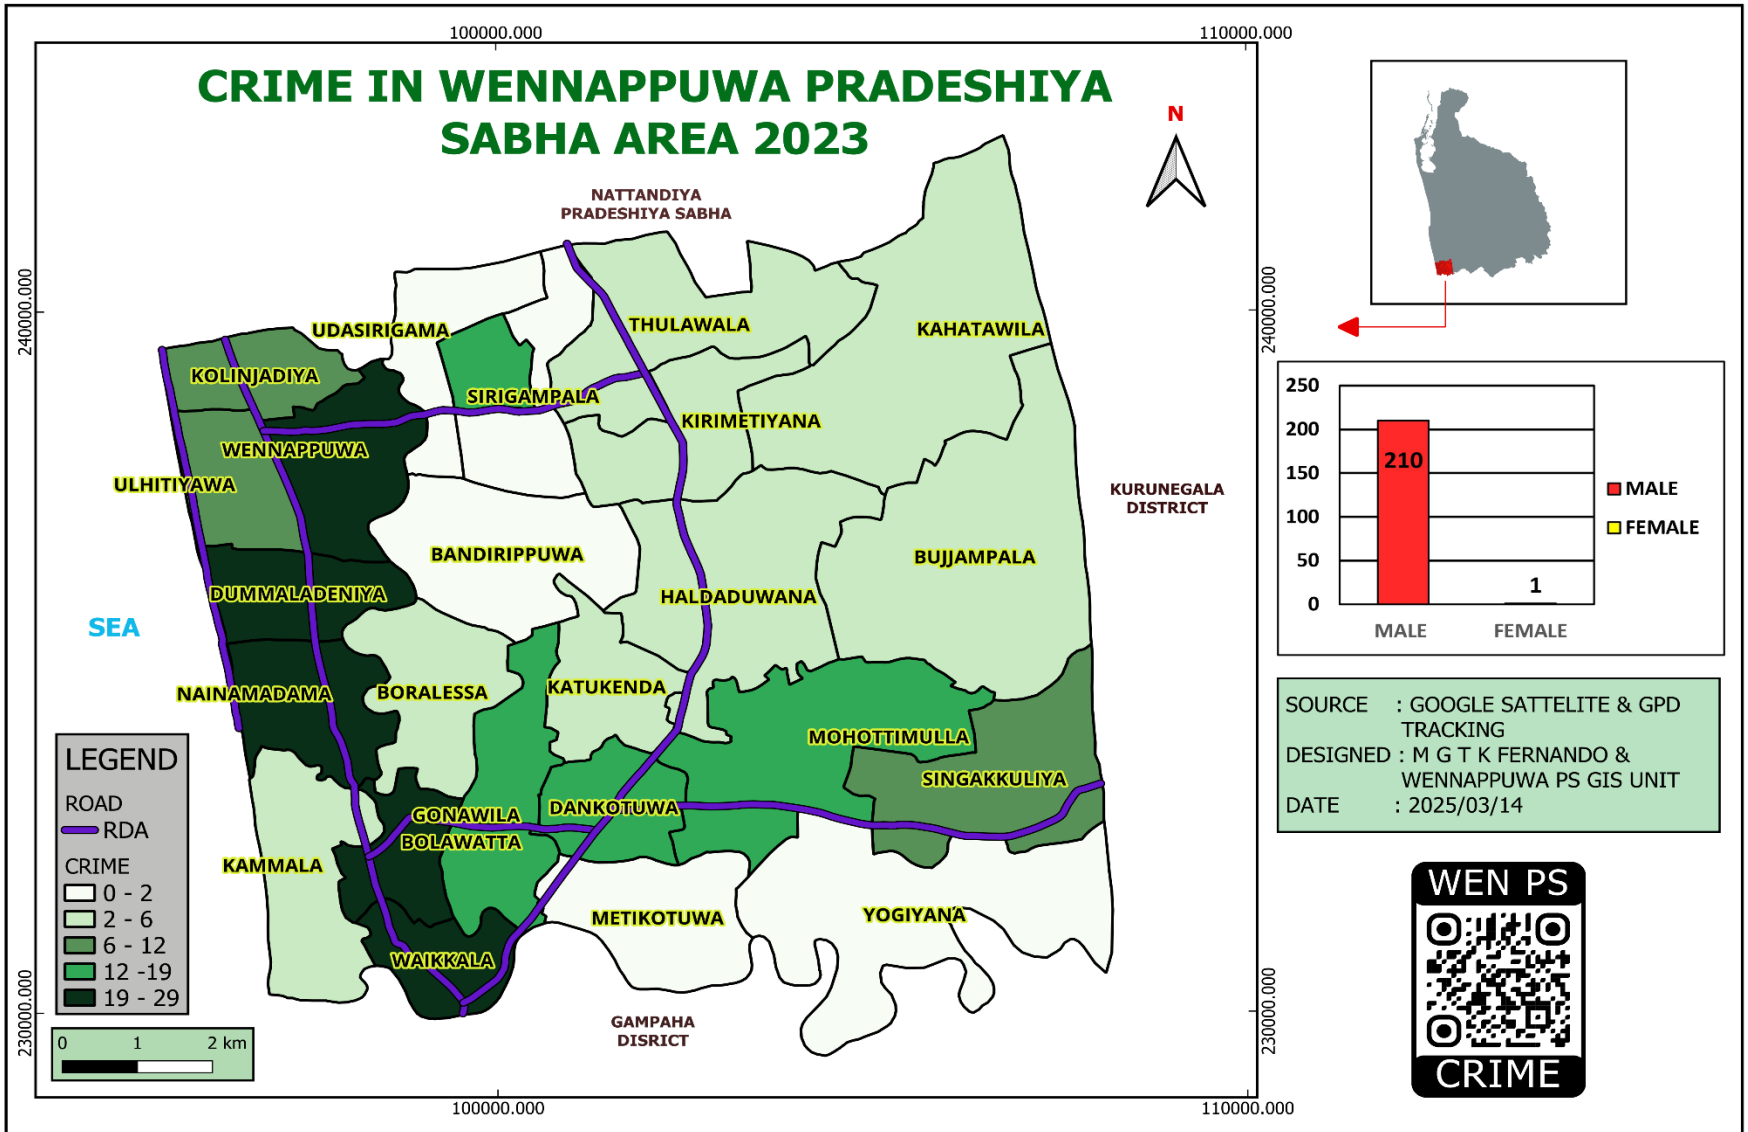 100000.000
110000.000
CRIME IN WENNAPPUWA PRADESHIYA
SABHA AREA 2023
N
NATTANDIYA
PRADESHIYA SABHA
2400000.000
2400000.000
UDASIRIGAMA
THULAWALA
KAHATAWILA
KOLINJADIYA
SIRIGAMPALA
KIRIMETIYANA
WENNAPPUWA
ULHITIYAWA
KURUNEGALA
DISTRICT
BANDIRIPPUWA
BUJJAMPALA
DUMMALADENIYA
HALDADUWANA
SEA
NAINAMADAMA
BORALESSA
KATUKENDA
MOHOTTIMULLA
SINGAKKULIYA
DANKOTUWA
GONAWILA
BOLAWATTA
KAMMALA
METIKOTUWA
YOGIYANA
WAIKKALA
GAMPAHA
DISRICT
LEGEND
ROAD
RDA
CRIME
0 - 2
2 - 6
6 - 12
12 -19
19 - 29
0 1 2 km
2300000.000
2300000.000
100000.000
110000.000
250
200
150
100
50
0
210
1
MALE
FEMALE
MALE
FEMALE
SOURCE : GOOGLE SATTELITE & GPD
TRACKING
DESIGNED : M G T K FERNANDO &
WENNAPPUWA PS GIS UNIT
DATE : 2025/03/14
WEN PS
CRIME